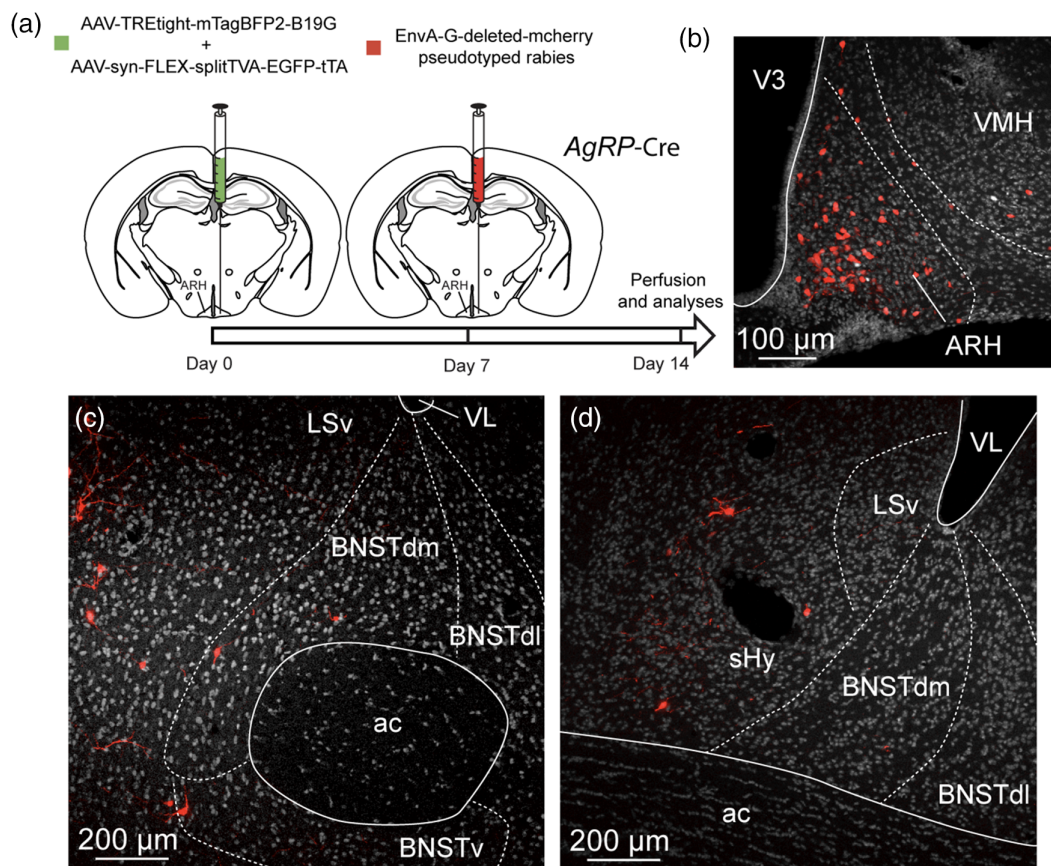 (a)
AAV-TREtight-mTagBFP2-B19G
+
AAV-syn-FLEX-splitTVA-EGFP-tTA
EnvA-G-deleted-mcherry
pseudotyped rabies
AgRP-Cre
ARH
ARH
Perfusion
and analyses
Day 0
Day 7
Day 14
(b)
V3
VMH
ARH
100 µm
(c)
LSv
VL
BNSTdm
BNSTdl
ac
BNSTv
200 µm
(d)
VL
LSv
sHy
BNSTdm
BNSTdl
ac
200 µm